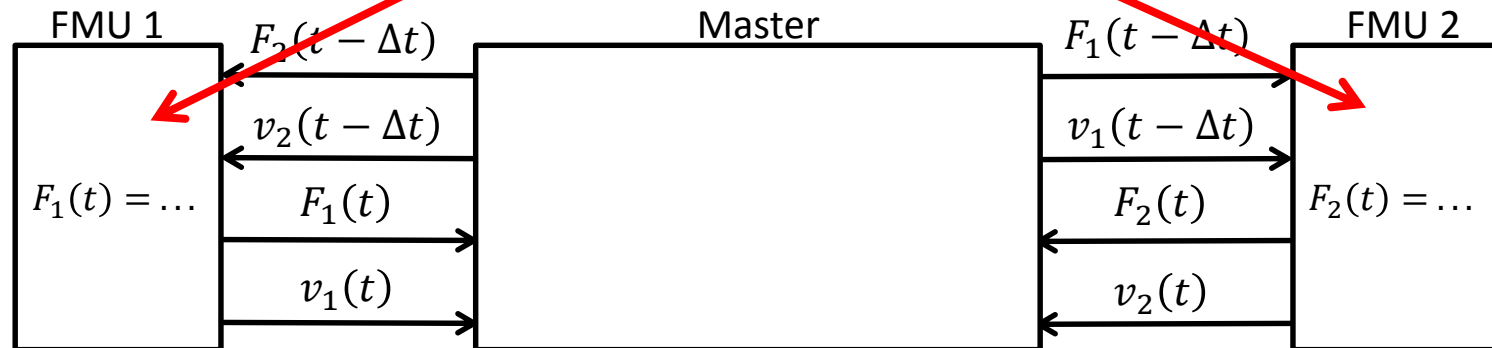 FMU 1
Master
FMU 2
F₂(t − Δt)
F₁(t − Δt)
v₂(t − Δt)
v₁(t − Δt)
F₁(t) = …
F₁(t)
F₂(t)
F₂(t) = …
v₁(t)
v₂(t)